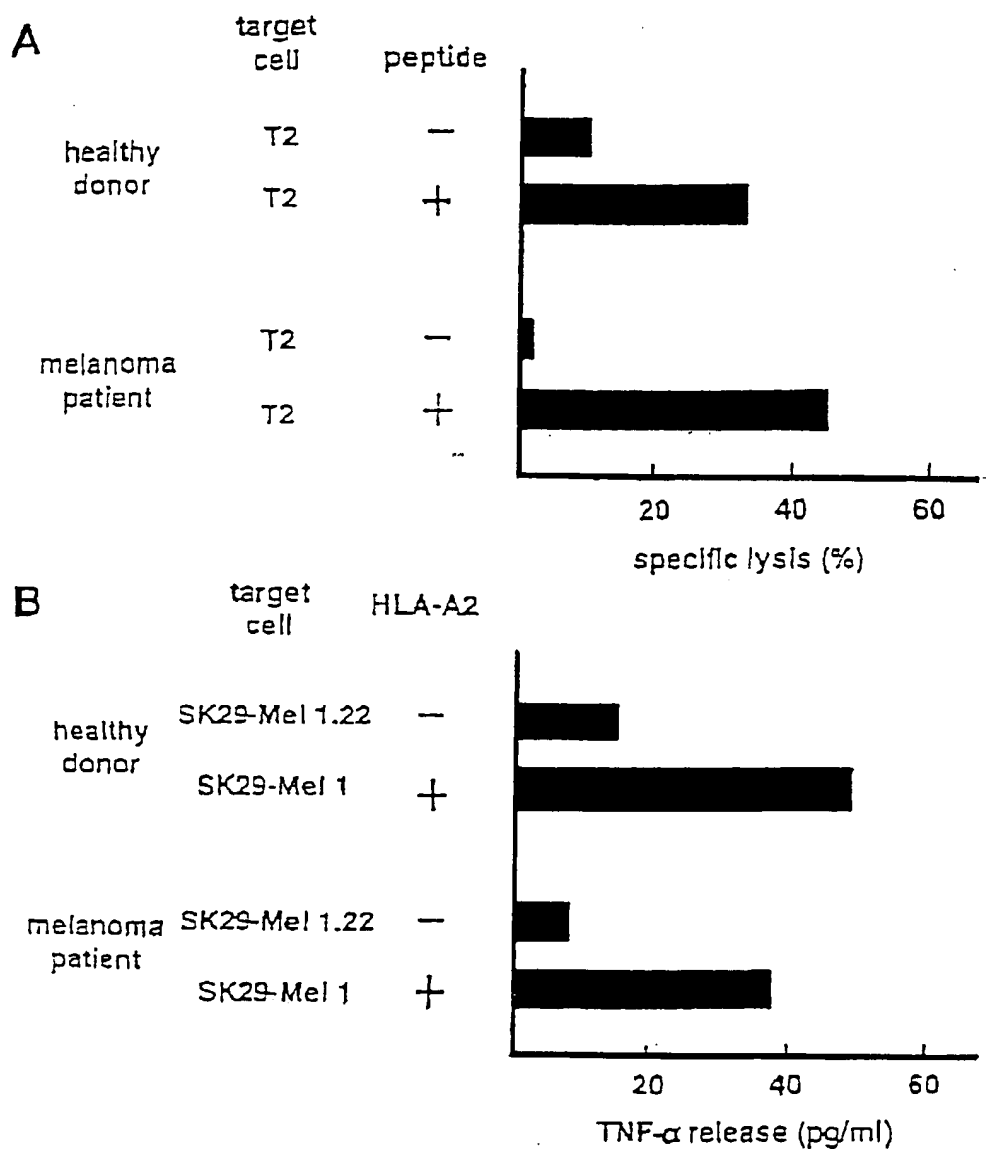 A
target
cell
peptide
healthy
donor
T2
−
T2
+
melanoma
patient
T2
−
T2
+
20 40 60
specific lysis (%)
B
target
cell
HLA-A2
healthy
donor
SK29-Mel 1.22
−
SK29-Mel 1
+
melanoma
patient
SK29-Mel 1.22
−
SK29-Mel 1
+
20 40 60
TNF-α release (pg/ml)